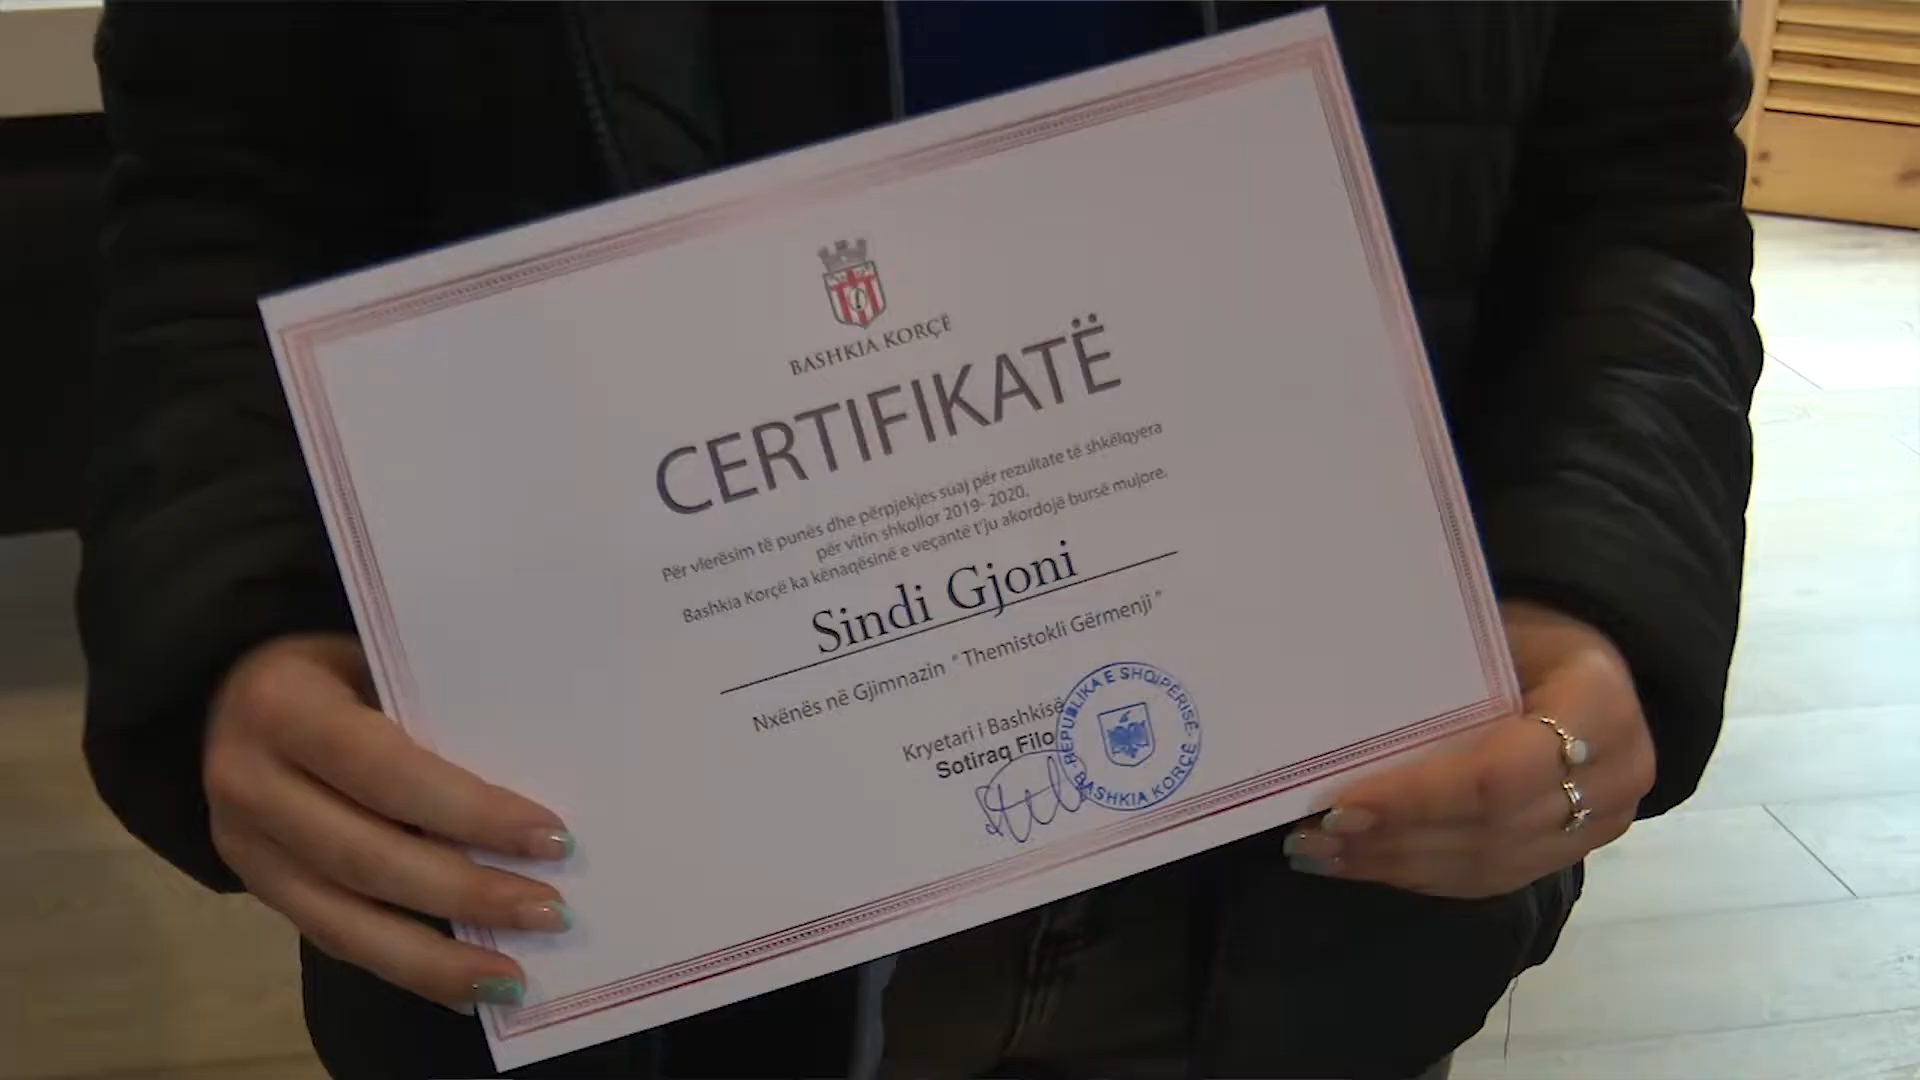 BASHKIA KORÇË
CERTIFIKATË
Për vlerësim të punës dhe përpjekjes suaj për rezultate të shkëlqyera
për vitin shkollor 2019- 2020,
Bashkia Korçë ka kënaqësinë e veçantë t'ju akordojë bursë mujore,
Sindi Gjoni
Nxënës në Gjimnazin " Themistokli Gërmenji "
Kryetari i Bashkisë
Sotiraq Filo
REPUBLIKA E SHQIPËRISË
BASHKIA KORÇË